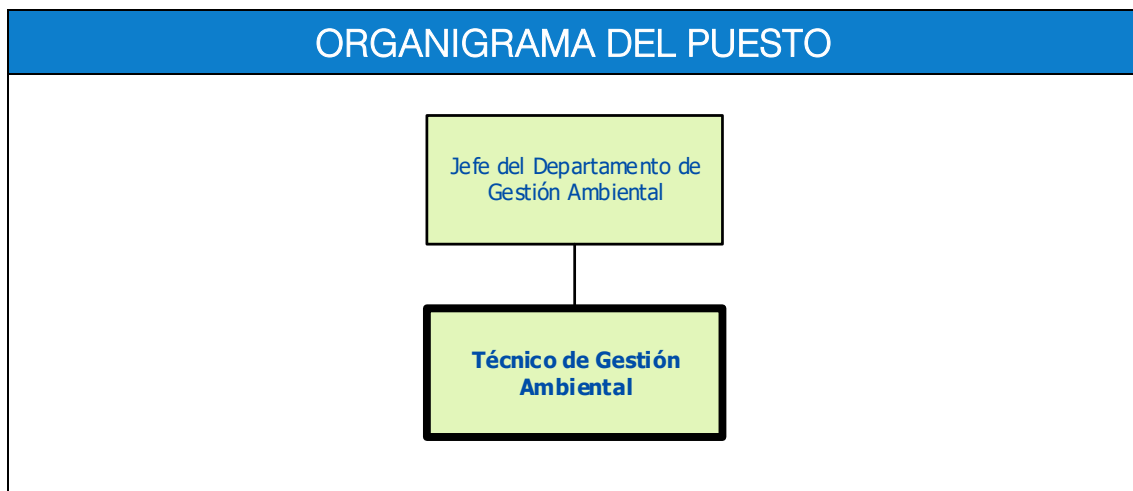 ORGANIGRAMA DEL PUESTO
Jefe del Departamento de
Gestión Ambiental
Técnico de Gestión
Ambiental